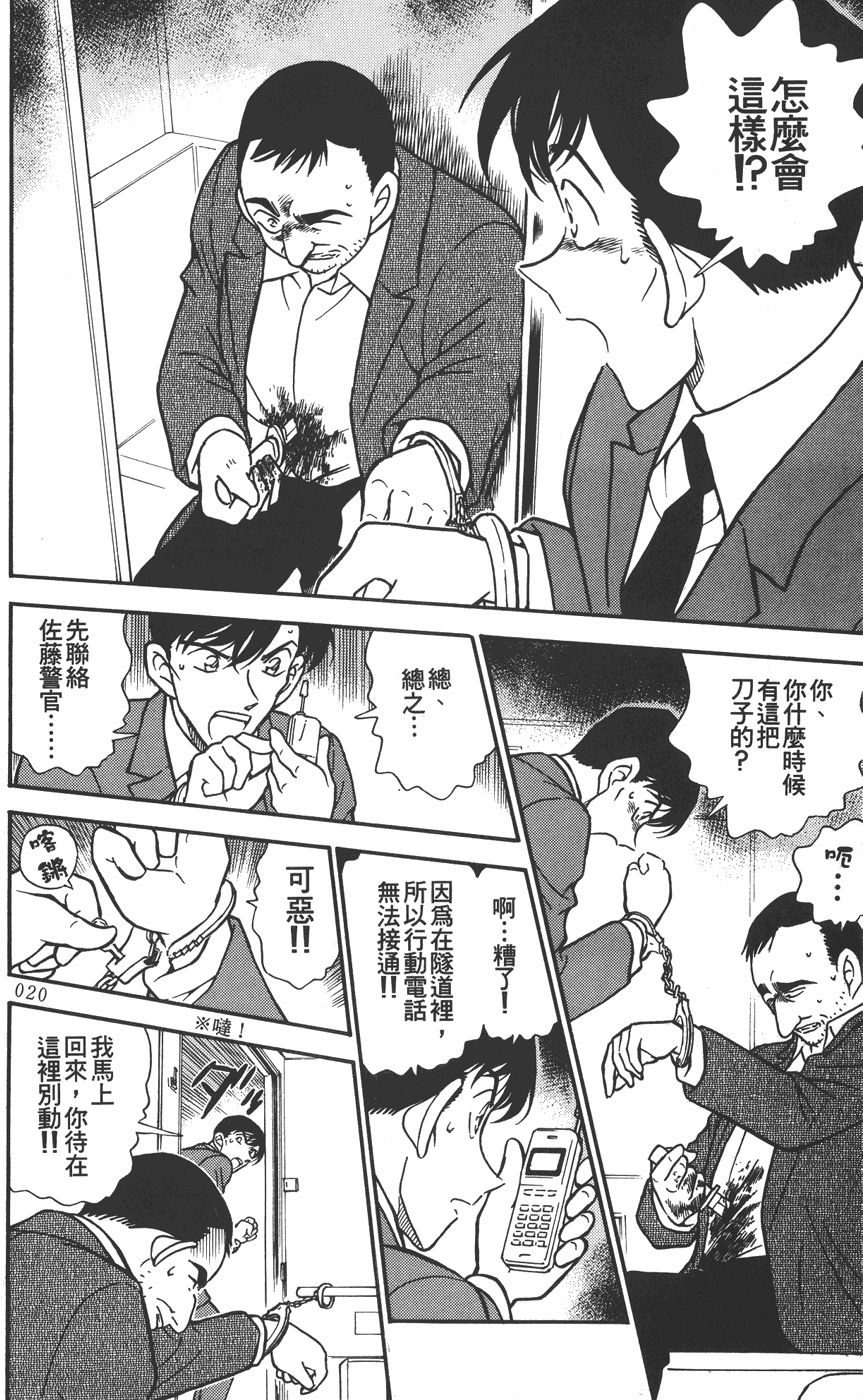 怎麼會
這樣!?
你、
你什麼時候
有這把
刀子的？
呃…
總、
總之…
先聯絡
佐藤警官……
啊…糟了！
因為在隧道裡，
所以行動電話
無法接通!!
可惡!!
喀
鏘
020
※噠！
我馬上
回來，你待在
這裡別動!!